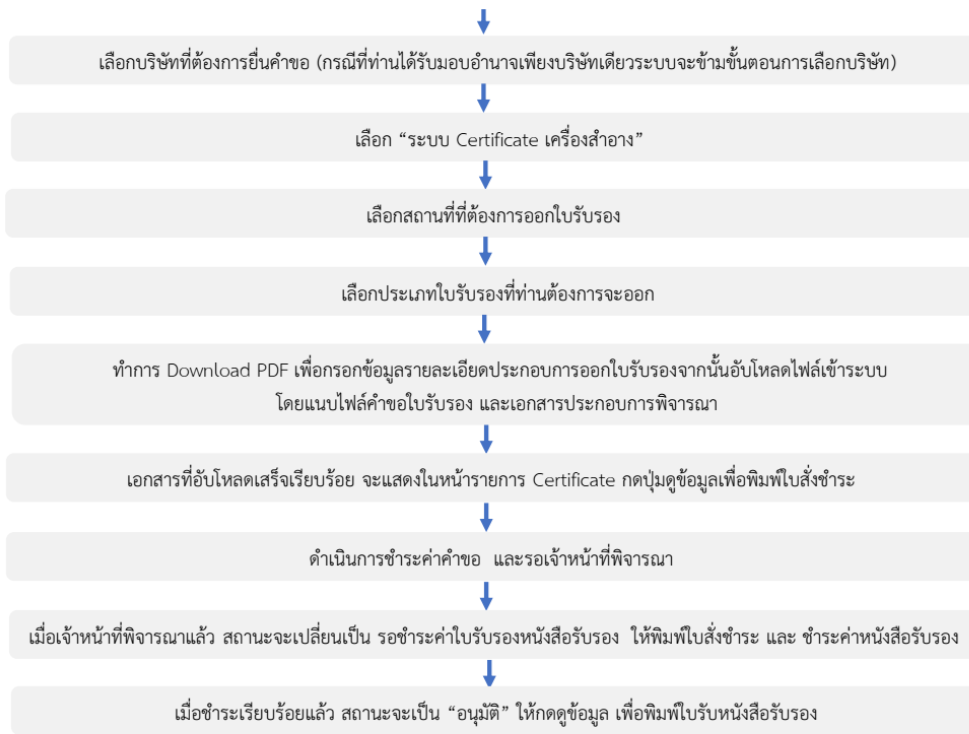 เลือกบริษัทที่ต้องการยื่นคำขอ (กรณีที่ท่านได้รับมอบอำนาจเพียงบริษัทเดียวระบบจะข้ามขั้นตอนการเลือกบริษัท)
เลือก “ระบบ Certificate เครื่องสำอาง”
เลือกสถานที่ที่ต้องการออกใบรับรอง
เลือกประเภทใบรับรองที่ท่านต้องการจะออก
ทำการ Download PDF เพื่อกรอกข้อมูลรายละเอียดประกอบการออกใบรับรองจากนั้นอับโหลดไฟล์เข้าระบบ
โดยแนบไฟล์คำขอใบรับรอง และเอกสารประกอบการพิจารณา
เอกสารที่อับโหลดเสร็จเรียบร้อย จะแสดงในหน้ารายการ Certificate กดปุ่มดูข้อมูลเพื่อพิมพ์ใบสั่งชำระ
ดำเนินการชำระค่าคำขอ และรอเจ้าหน้าที่พิจารณา
เมื่อเจ้าหน้าที่พิจารณาแล้ว สถานะจะเปลี่ยนเป็น รอชำระค่าใบรับรองหนังสือรับรอง ให้พิมพ์ใบสั่งชำระ และ ชำระค่าหนังสือรับรอง
เมื่อชำระเรียบร้อยแล้ว สถานะจะเป็น “อนุมัติ” ให้กดดูข้อมูล เพื่อพิมพ์ใบรับหนังสือรับรอง